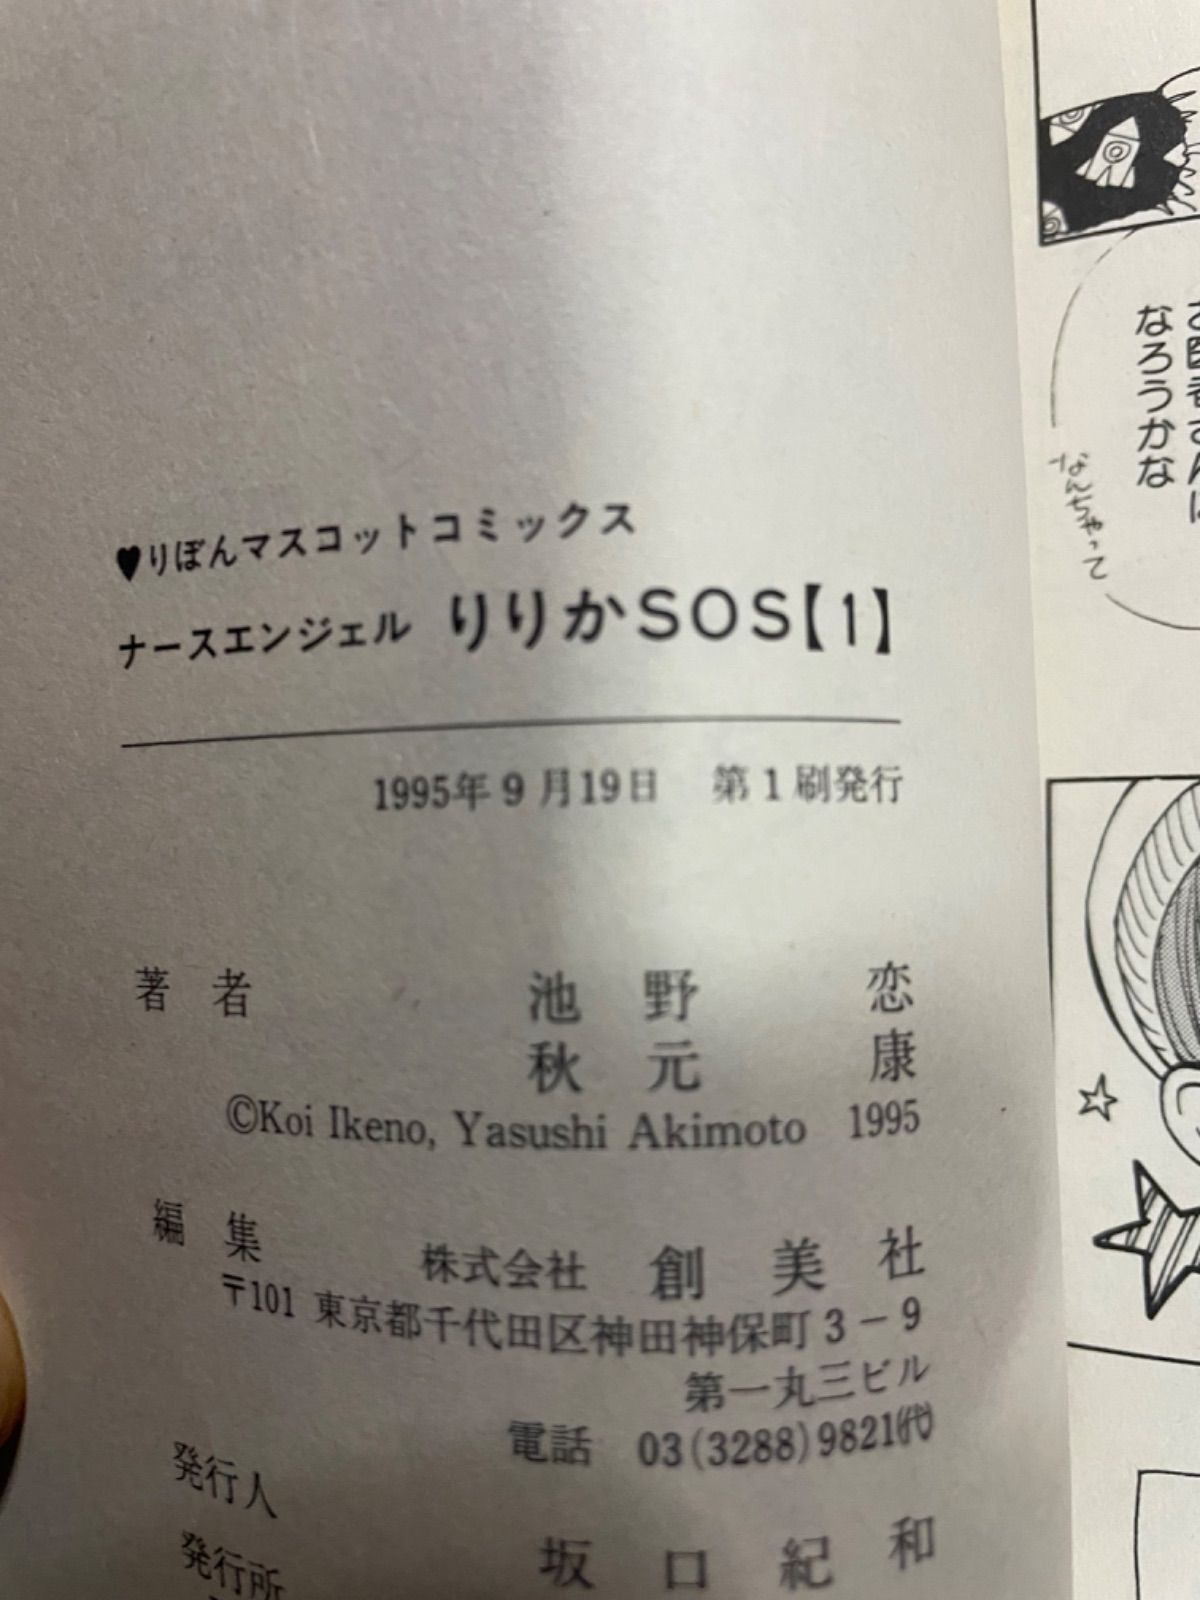 ♥りぼんマスコットコミックス
ナースエンジェル りりかSOS【1】
1995年9月19日 第1刷発行
著者 池野恋
秋元康
©Koi Ikeno, Yasushi Akimoto 1995
編集 株式会社 創美社
〒101 東京都千代田区神田神保町3-9
第一丸三ビル
電話 03(3288)9821(代)
発行人 坂口紀和
発行所
なろうかな
なんちゃって